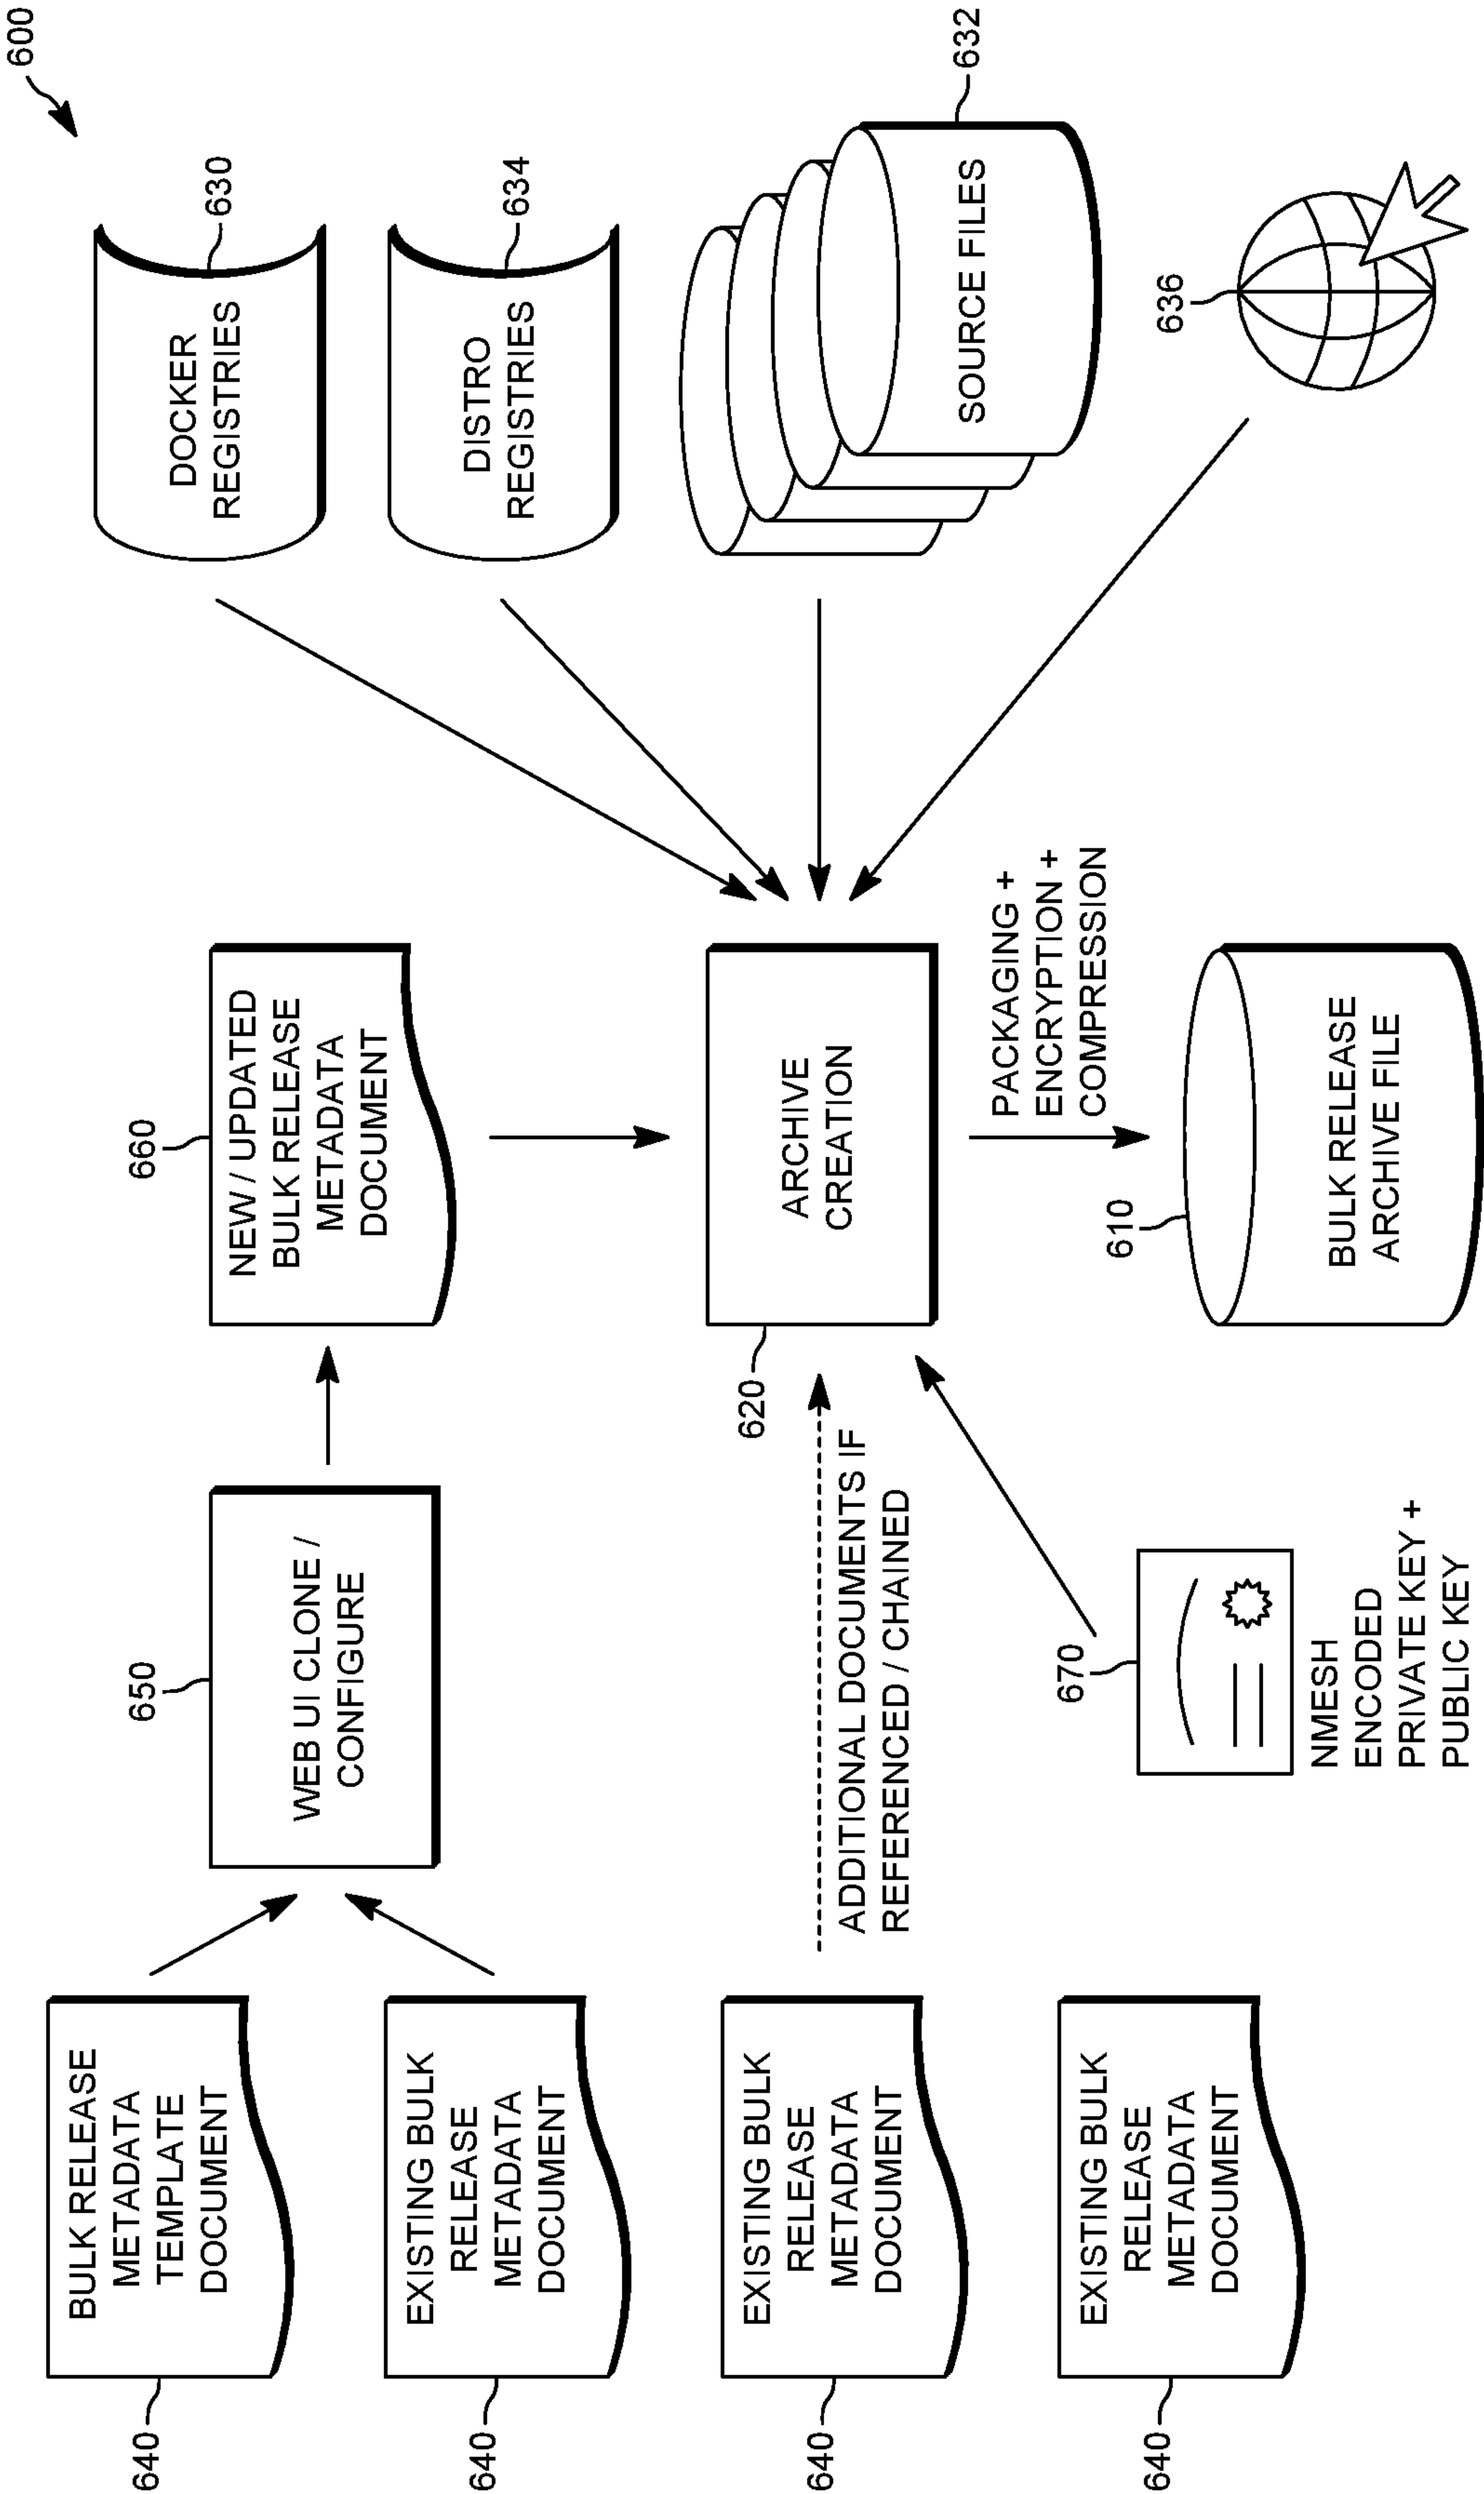 600
640
BULK RELEASE
METADATA
TEMPLATE
DOCUMENT
650
WEB UI CLONE /
CONFIGURE
660
NEW / UPDATED
BULK RELEASE
METADATA
DOCUMENT
DOCKER
REGISTRIES
630
640
EXISTING BULK
RELEASE
METADATA
DOCUMENT
DISTRO
REGISTRIES
634
640
EXISTING BULK
RELEASE
METADATA
DOCUMENT
ADDITIONAL DOCUMENTS IF
REFERENCED / CHAINED
620
ARCHIVE
CREATION
SOURCE FILES
632
640
EXISTING BULK
RELEASE
METADATA
DOCUMENT
670
NMESH
ENCODED
PRIVATE KEY +
PUBLIC KEY
PACKAGING +
ENCRYPTION +
COMPRESSION
610
BULK RELEASE
ARCHIVE FILE
636